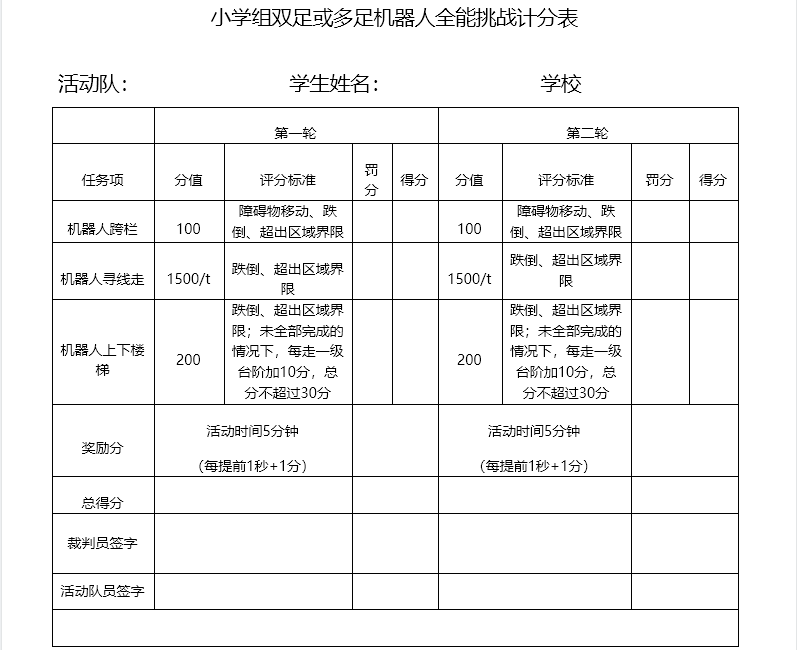 小学组双足或多足机器人全能挑战计分表
活动队： 学生姓名： 学校
第一轮 第二轮
任务项 分值 评分标准 罚分 得分 分值 评分标准 罚分 得分
机器人跨栏 100 障碍物移动、跌倒、超出区域界限 100 障碍物移动、跌倒、超出区域界限
机器人寻线走 1500/t 跌倒、超出区域界限 1500/t 跌倒、超出区域界限
机器人上下楼梯 200 跌倒、超出区域界限；未全部完成的情况下，每走一级台阶加10分，总分不超过30分 200 跌倒、超出区域界限；未全部完成的情况下，每走一级台阶加10分，总分不超过30分
奖励分 活动时间5分钟 活动时间5分钟
（每提前1秒+1分） （每提前1秒+1分）
总得分
裁判员签字
活动队员签字